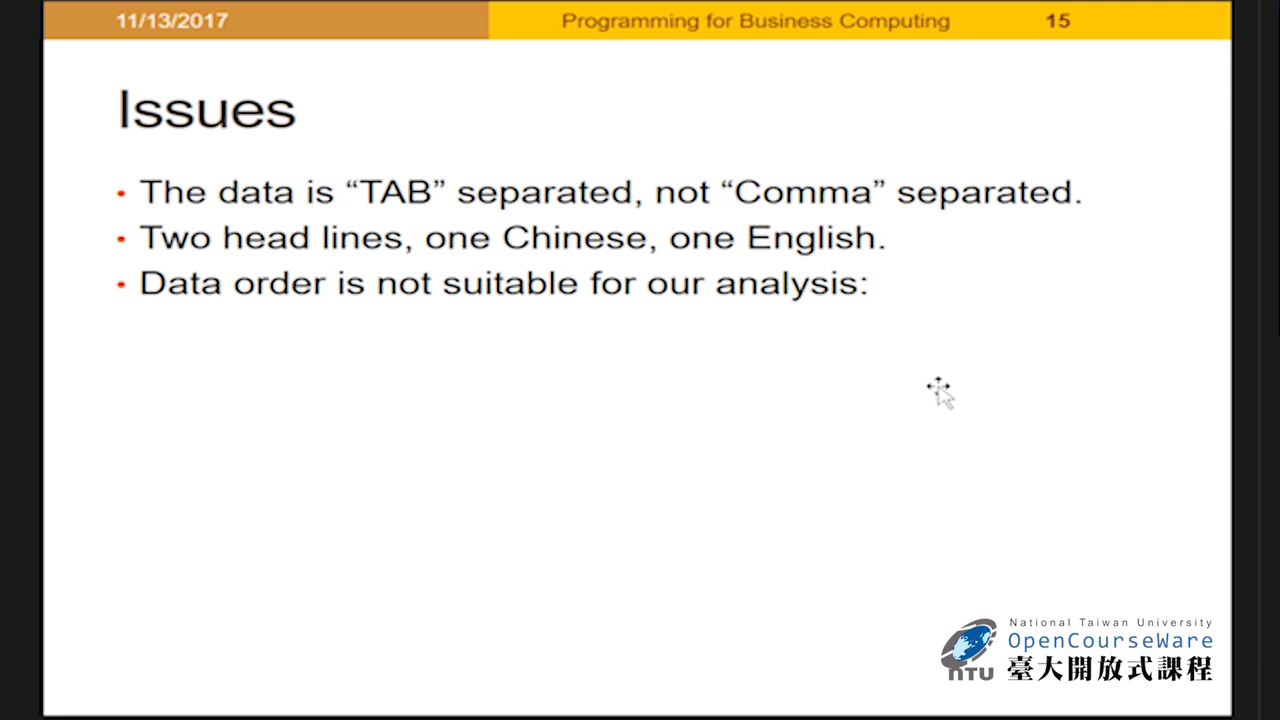 11/13/2017
Programming for Business Computing
15
Issues
• The data is “TAB” separated, not “Comma” separated.
• Two head lines, one Chinese, one English.
• Data order is not suitable for our analysis:
National Taiwan University
OpenCourseWare
臺大開放式課程
NTU